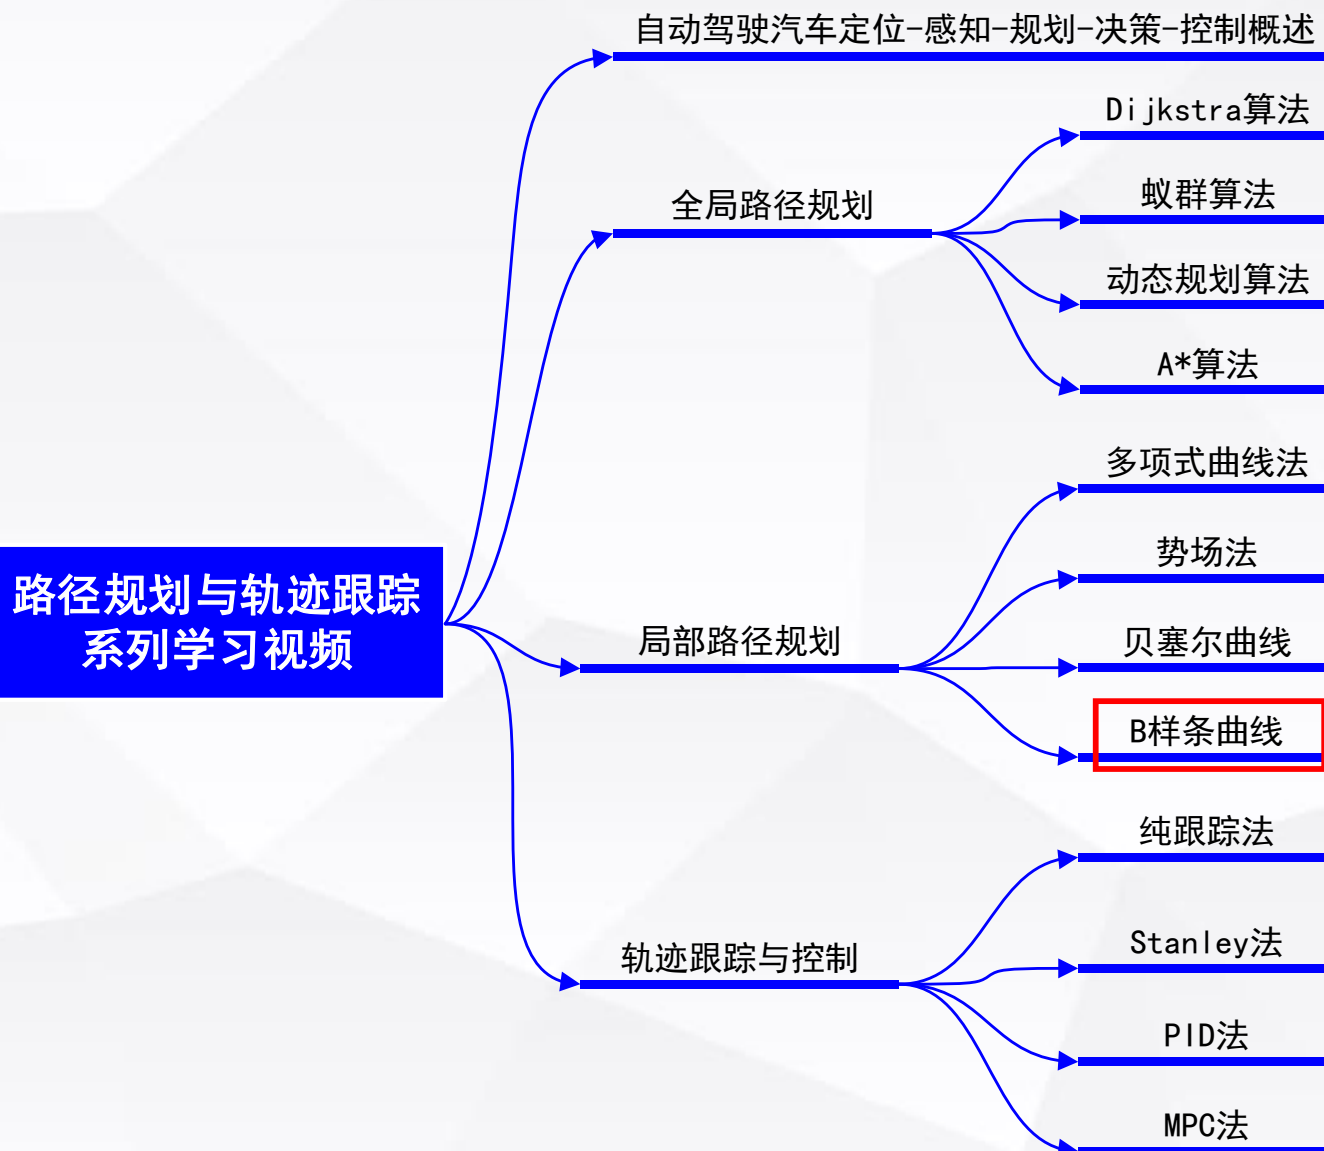 自动驾驶汽车定位-感知-规划-决策-控制概述
Dijkstra算法
蚁群算法
全局路径规划
动态规划算法
A*算法
多项式曲线法
势场法
路径规划与轨迹跟踪
系列学习视频
局部路径规划
贝塞尔曲线
B样条曲线
纯跟踪法
轨迹跟踪与控制
Stanley法
PID法
MPC法